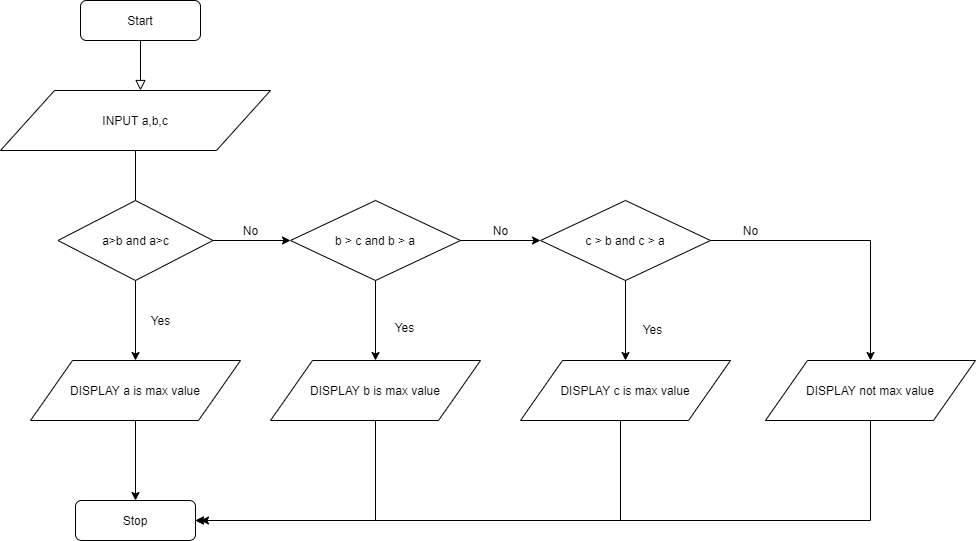 Start
INPUT a,b,c
a>b and a>c
No
b > c and b > a
No
c > b and c > a
No
Yes
Yes
Yes
DISPLAY a is max value
DISPLAY b is max value
DISPLAY c is max value
DISPLAY not max value
Stop